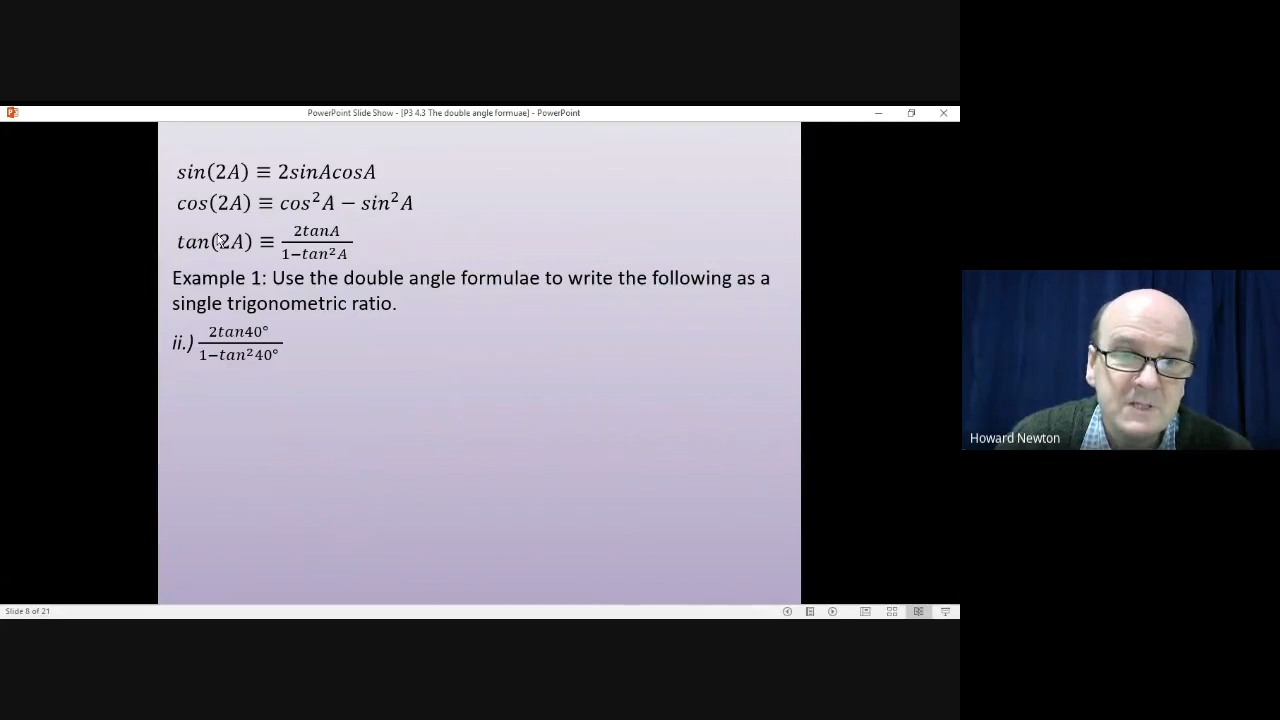 PowerPoint Slide Show - [P3 4.3 The double angle formuae] - PowerPoint
sin(2A) ≡ 2sinAcosA
cos(2A) ≡ cos²A − sin²A
tan(2A) ≡ 2tanA / 1−tan²A
Example 1: Use the double angle formulae to write the following as a
single trigonometric ratio.
ii.) 2tan40° / 1−tan²40°
Howard Newton
Slide 8 of 21